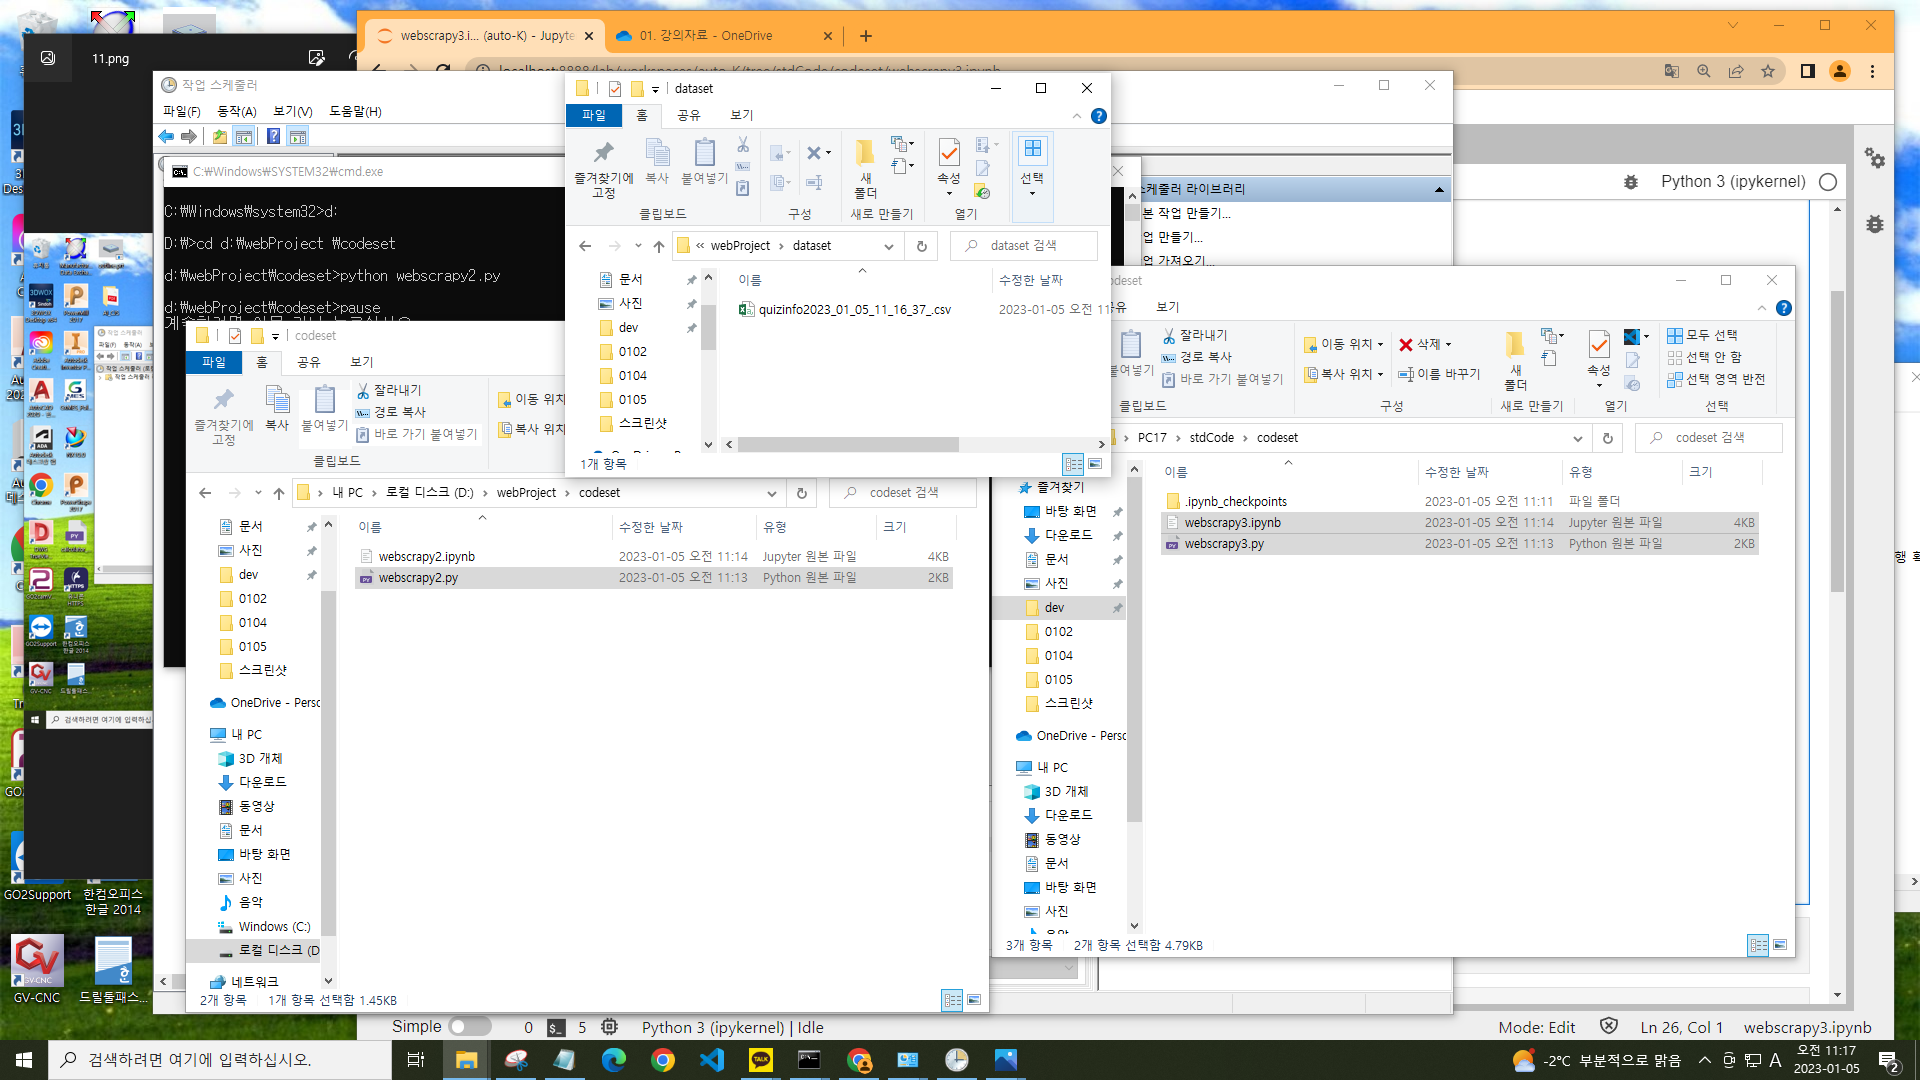 webscrapy3.i... (auto-K) - Jupyte
01. 강의자료 - OneDrive
localhost:8888/lab/workspaces/auto-K/tree/stdCode/codeset/webscrapy3.ipynb
11.png
작업 스케줄러
파일(F) 동작(A) 보기(V) 도움말(H)
C:₩Windows₩SYSTEM32₩cmd.exe
C:₩Windows₩system32>d:
D:₩>cd d:₩webProject ₩codeset
d:₩webProject₩codeset>python webscrapy2.py
d:₩webProject₩codeset>pause
dataset
파일 홈 공유 보기
즐겨찾기에 고정
복사
붙여넣기
새 폴더
속성
선택
클립보드 구성 새로 만들기 열기
« webProject > dataset
dataset 검색
이름 수정한 날짜
quizinfo2023_01_05_11_16_37_.csv 2023-01-05 오전 11:1
문서
사진
dev
0102
0104
0105
스크린샷
1개 항목
Python 3 (ipykernel)
케줄러 라이브러리
본 작업 만들기...
업 만들기...
업 가져오기...
codeset
파일 홈 공유 보기
즐겨찾기에 고정
복사
붙여넣기
잘라내기
경로 복사
바로 가기 붙여넣기
이동 위치
복사 위치
클립보드
내 PC > 로컬 디스크 (D:) > webProject > codeset
codeset 검색
이름 수정한 날짜 유형 크기
webscrapy2.ipynb 2023-01-05 오전 11:14 Jupyter 원본 파일 4KB
webscrapy2.py 2023-01-05 오전 11:13 Python 원본 파일 2KB
문서
사진
dev
0102
0104
0105
스크린샷
OneDrive - Perso
내 PC
3D 개체
다운로드
동영상
문서
바탕 화면
사진
음악
Windows (C:)
로컬 디스크 (D
네트워크
2개 항목 1개 항목 선택함 1.45KB
codeset
공유 보기
붙여넣기
잘라내기
경로 복사
바로 가기 붙여넣기
이동 위치
복사 위치
삭제
이름 바꾸기
새 폴더
속성
모두 선택
선택 안 함
선택 영역 반전
클립보드 구성 새로 만들기 열기 선택
PC17 > stdCode > codeset
codeset 검색
이름 수정한 날짜 유형 크기
.ipynb_checkpoints 2023-01-05 오전 11:11 파일 폴더
webscrapy3.ipynb 2023-01-05 오전 11:14 Jupyter 원본 파일 4KB
webscrapy3.py 2023-01-05 오전 11:13 Python 원본 파일 2KB
즐겨찾기
바탕 화면
다운로드
문서
사진
dev
0102
0104
0105
스크린샷
OneDrive - Perso
내 PC
3D 개체
다운로드
동영상
문서
바탕 화면
사진
음악
3개 항목 2개 항목 선택함 4.79KB
GO2Support
한컴오피스 한글 2014
GV-CNC
드릴툴패스...
Simple 0 5 Python 3 (ipykernel) | Idle
Mode: Edit Ln 26, Col 1 webscrapy3.ipynb
검색하려면 여기에 입력하십시오.
TALK
-2°C 부분적으로 맑음 A
오전 11:17
2023-01-05
2